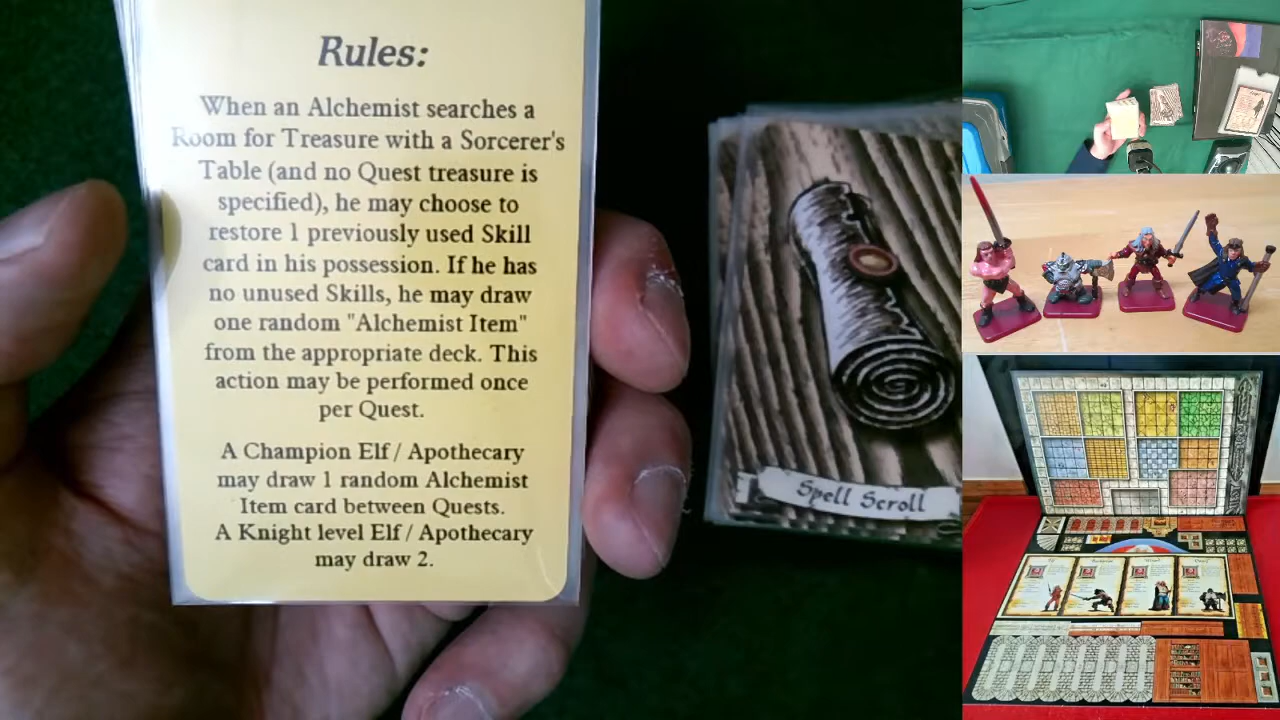 Rules:
When an Alchemist searches a
Room for Treasure with a Sorcerer's
Table (and no Quest treasure is
specified), he may choose to
restore 1 previously used Skill
card in his possession. If he has
no unused Skills, he may draw
one random "Alchemist Item"
from the appropriate deck. This
action may be performed once
per Quest.
A Champion Elf / Apothecary
may draw 1 random Alchemist
Item card between Quests.
A Knight level Elf / Apothecary
may draw 2.
Spell Scroll